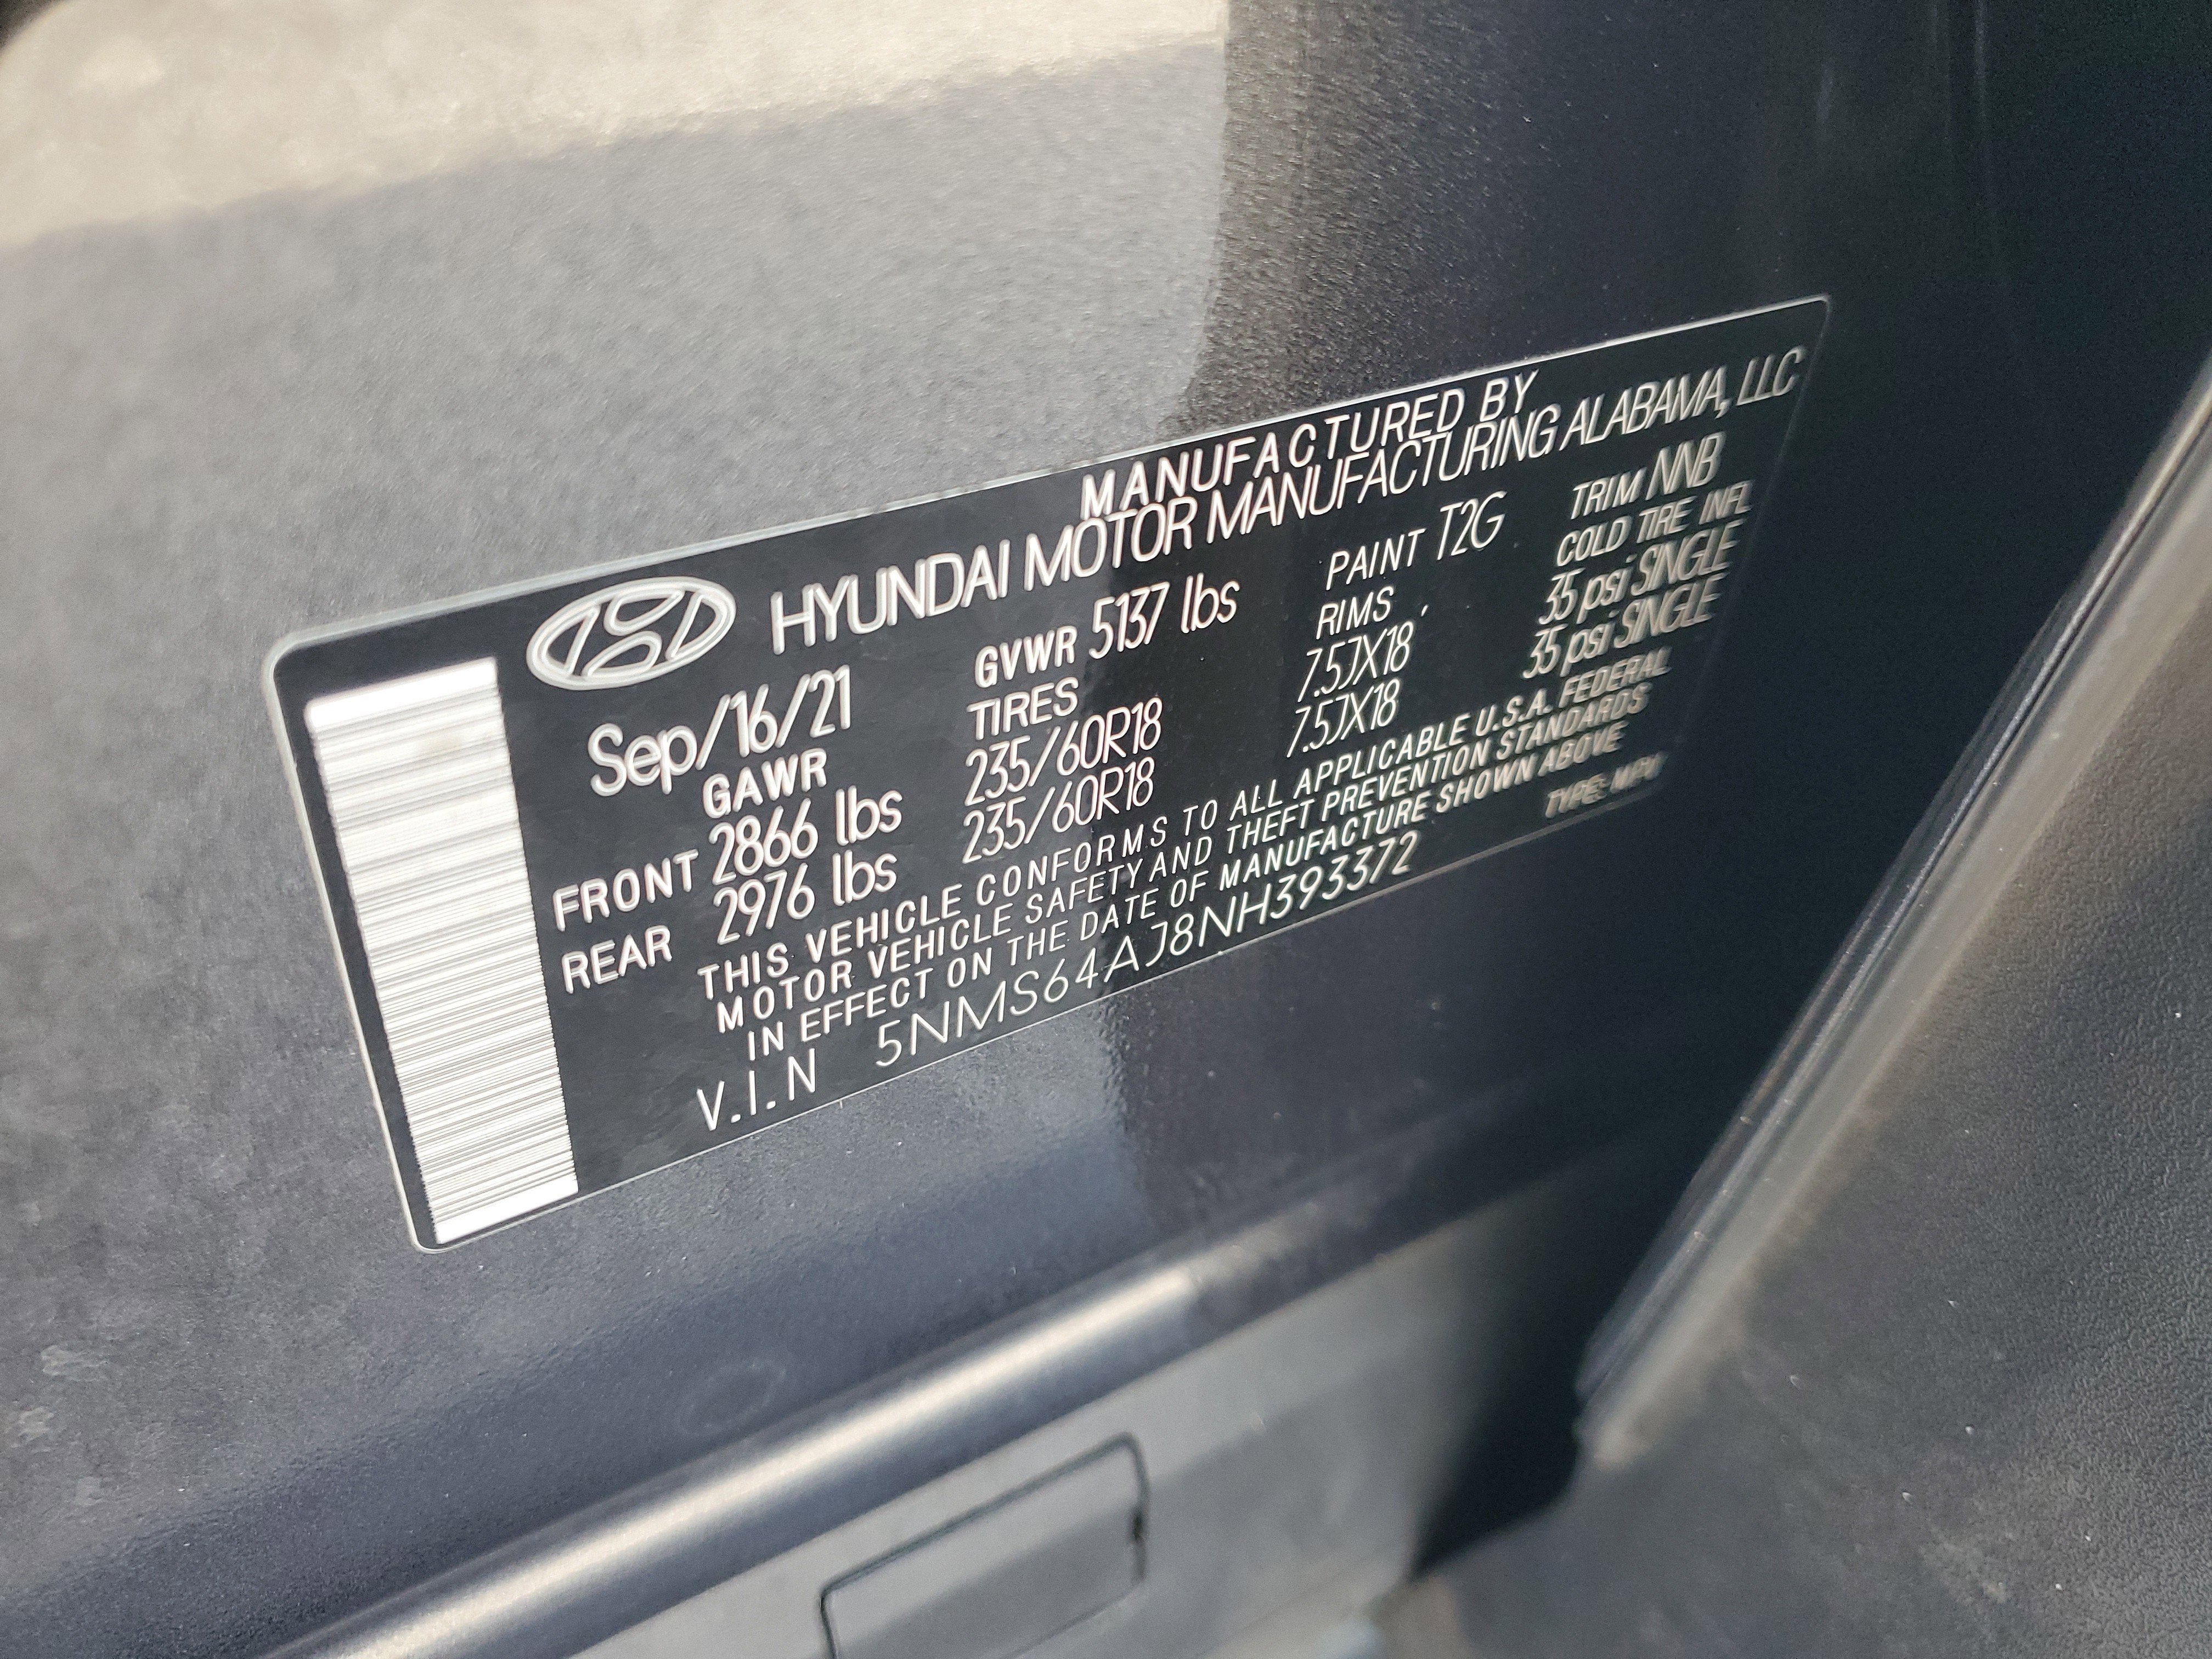 MANUFACTURED BY
HYUNDAI MOTOR MANUFACTURING ALABAMA, LLC
Sep/16/21 GVWR 5137 lbs PAINT T2G TRIM NNB
GAWR TIRES RIMS COLD TIRE INFL
FRONT 2866 lbs 235/60R18 7.5JX18 35 psi SINGLE
REAR 2976 lbs 235/60R18 7.5JX18 35 psi SINGLE
THIS VEHICLE CONFORMS TO ALL APPLICABLE U.S.A. FEDERAL
MOTOR VEHICLE SAFETY AND THEFT PREVENTION STANDARDS
IN EFFECT ON THE DATE OF MANUFACTURE SHOWN ABOVE
V.I.N 5NMS64AJ8NH393372 TYPE: MPV